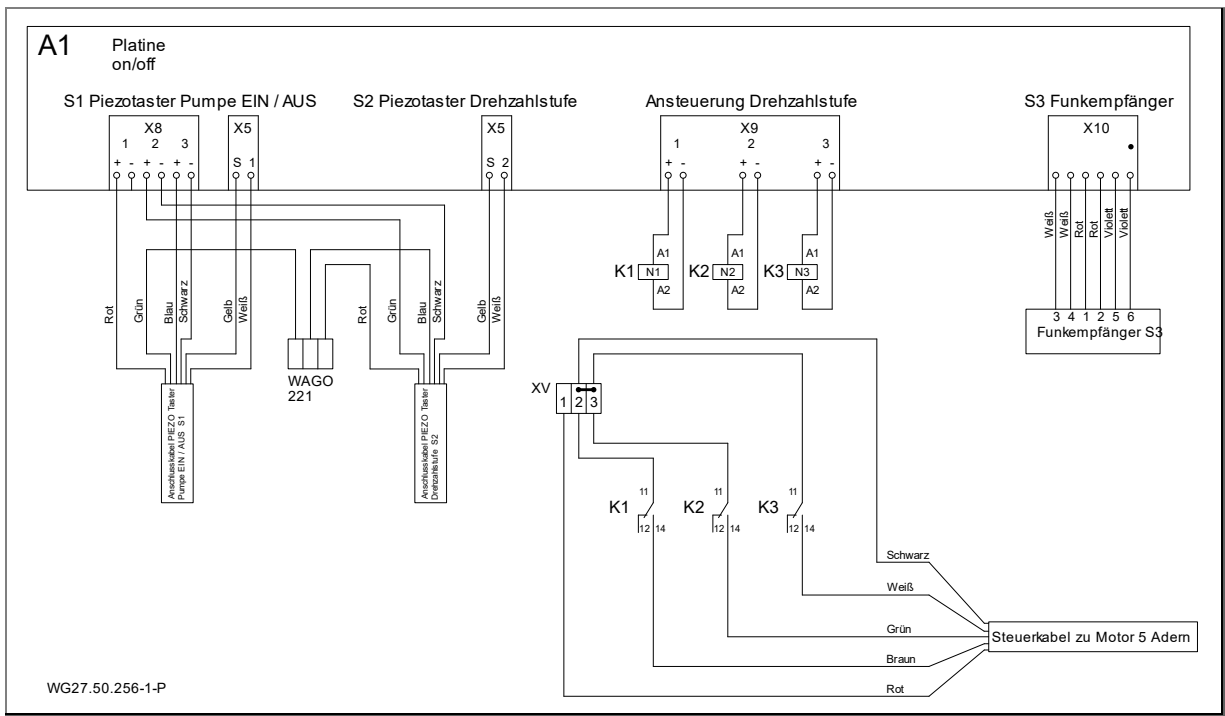 A1 Platine
on/off
S1 Piezotaster Pumpe EIN / AUS S2 Piezotaster Drehzahlstufe Ansteuerung Drehzahlstufe S3 Funkempfänger
X8 X5 X5 X9 X10
1 2 3 1 2 3
+ - + - + - S 1 S 2 + - + - + -
Weiß Weiß Rot Rot Violett Violett
A1 A1 A1
K1 N1 K2 N2 K3 N3
A2 A2 A2
Rot Grün Blau Schwarz Gelb Weiß Rot Grün Blau Schwarz Gelb Weiß
3 4 1 2 5 6
Funkempfänger S3
WAGO
221
XV 1 2 3
Anschlusskabel PIEZO Taster
Pumpe EIN / AUS S1
Anschlusskabel PIEZO Taster
Drehzahlstufe S2
11 11 11
K1 K2 K3
12 14 12 14 12 14
Schwarz
Weiß
Grün
Steuerkabel zu Motor 5 Adern
Braun
Rot
WG27.50.256-1-P